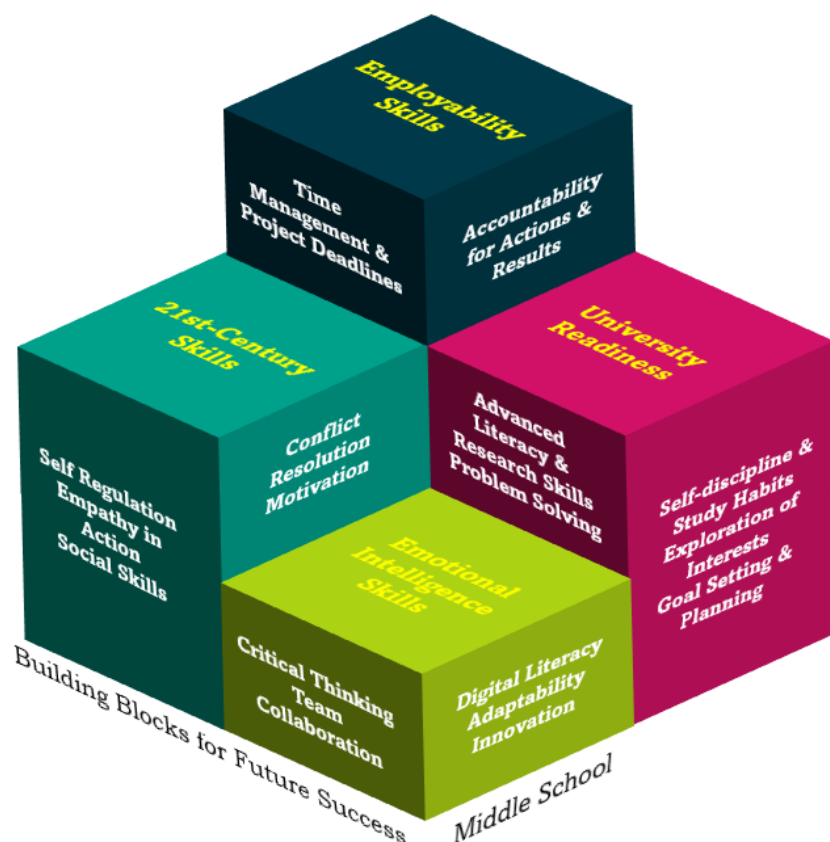 Employability
Skills
Time
Management &
Project Deadlines
Accountability
for Actions &
Results
21st-Century
Skills
Self Regulation
Empathy in
Action
Social Skills
Conflict
Resolution
Motivation
University
Readiness
Advanced
Literacy &
Research Skills
Problem Solving
Self-discipline &
Study Habits
Exploration of
Interests
Goal Setting &
Planning
Emotional
Intelligence
Skills
Critical Thinking
Team
Collaboration
Digital Literacy
Adaptability
Innovation
Building Blocks for Future Success
Middle School